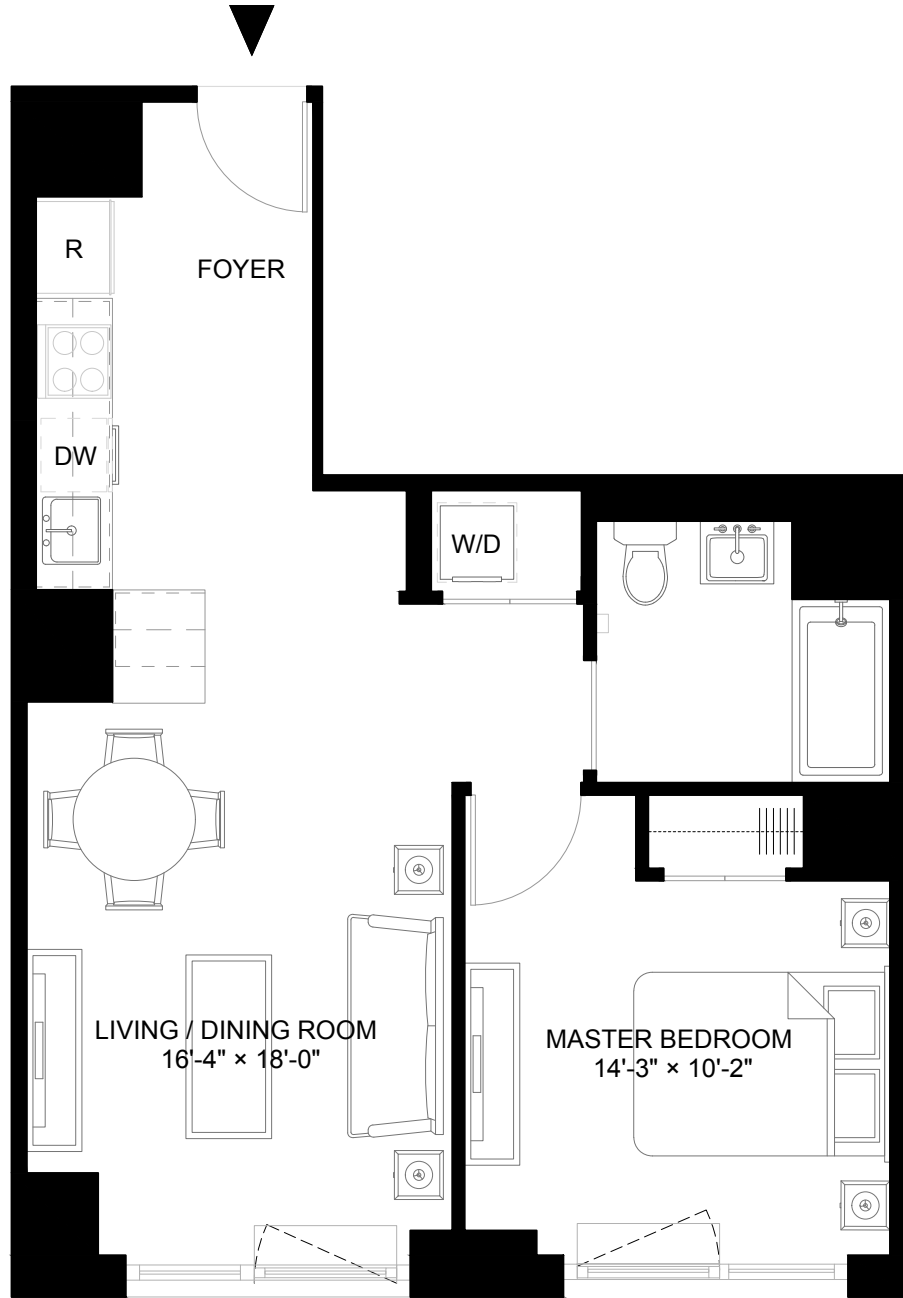 R
FOYER
DW
W/D
LIVING / DINING ROOM
16'-4" × 18'-0"
MASTER BEDROOM
14'-3" × 10'-2"